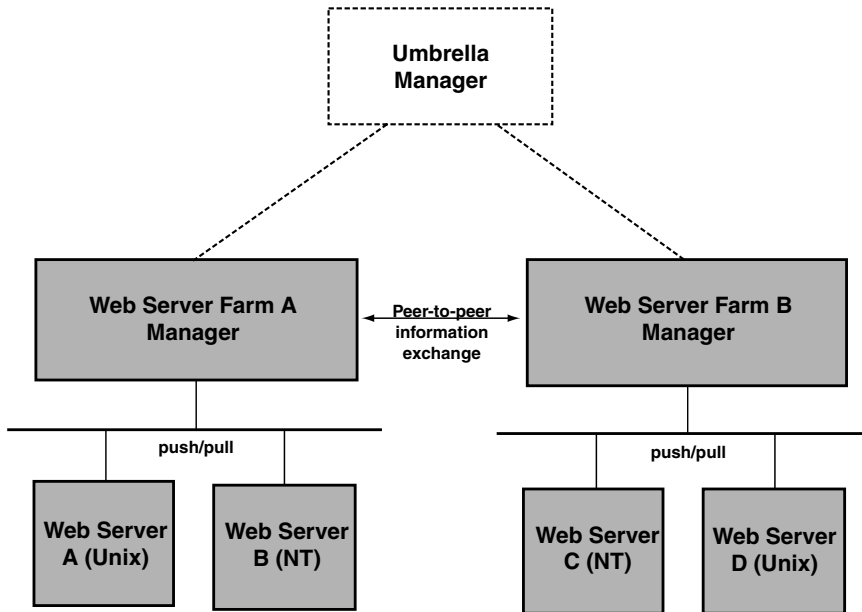 Umbrella
Manager
Web Server Farm A
Manager
Peer-to-peer
information
exchange
Web Server Farm B
Manager
push/pull
push/pull
Web Server
A (Unix)
Web Server
B (NT)
Web Server
C (NT)
Web Server
D (Unix)